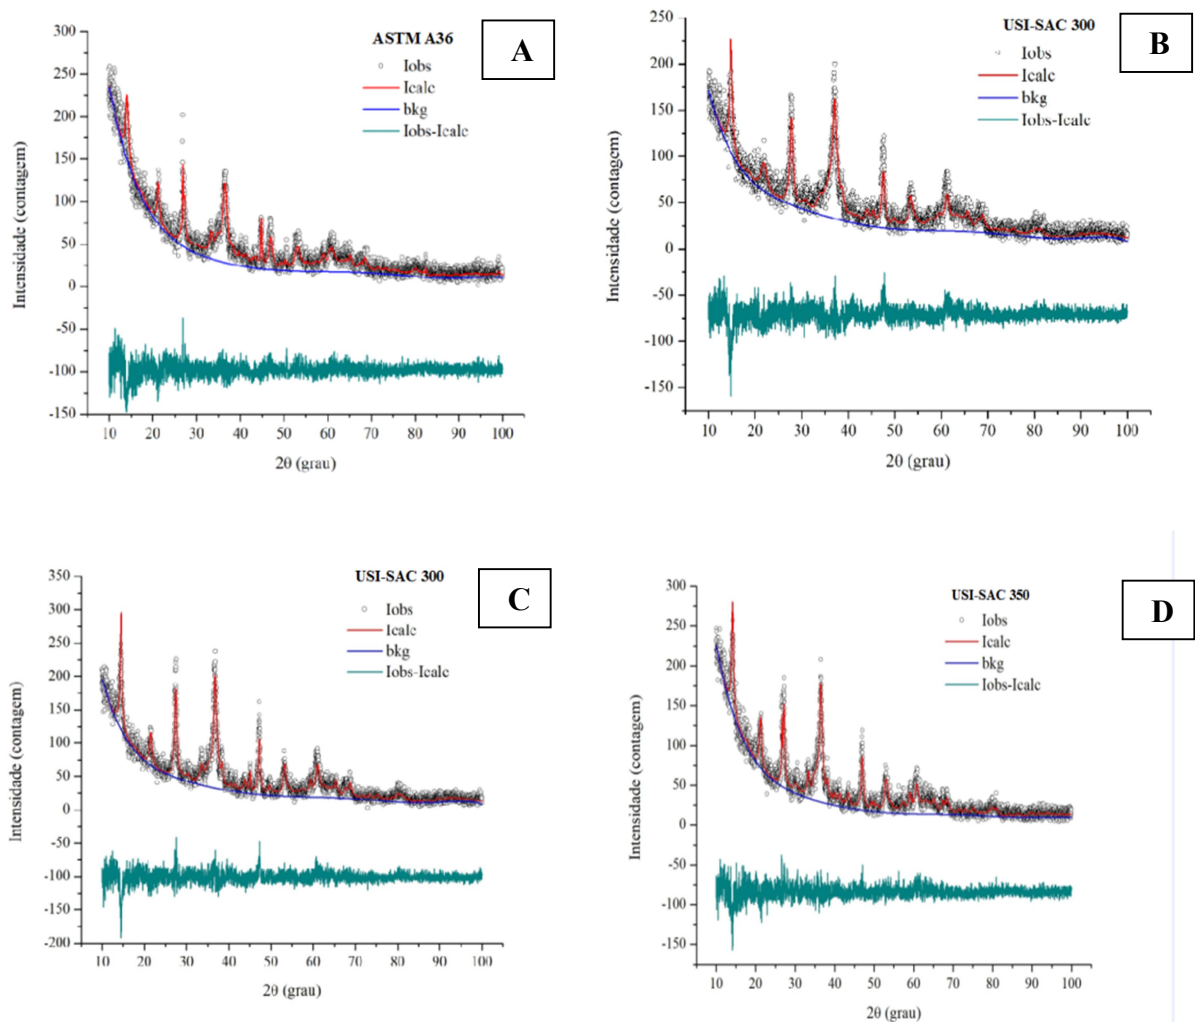 ASTM A36
A
Iobs
Icalc
bkg
Iobs-Icalc
Intensidade (contagem)
300
250
200
150
100
50
0
-50
-100
-150
10 20 30 40 50 60 70 80 90 100
2θ (grau)
USI-SAC 300
B
Iobs
Icalc
bkg
Iobs-Icalc
Intensidade (contagem)
250
200
150
100
50
0
-50
-100
-150
10 20 30 40 50 60 70 80 90 100
2θ (grau)
USI-SAC 300
C
Iobs
Icalc
bkg
Iobs-Icalc
Intensidade (contagem)
350
300
250
200
150
100
50
0
-50
-100
-150
-200
10 20 30 40 50 60 70 80 90 100
2θ (grau)
USI-SAC 350
D
Iobs
Icalc
bkg
Iobs-Icalc
Intensidade (contagem)
300
250
200
150
100
50
0
-50
-100
-150
10 20 30 40 50 60 70 80 90 100
2θ (grau)